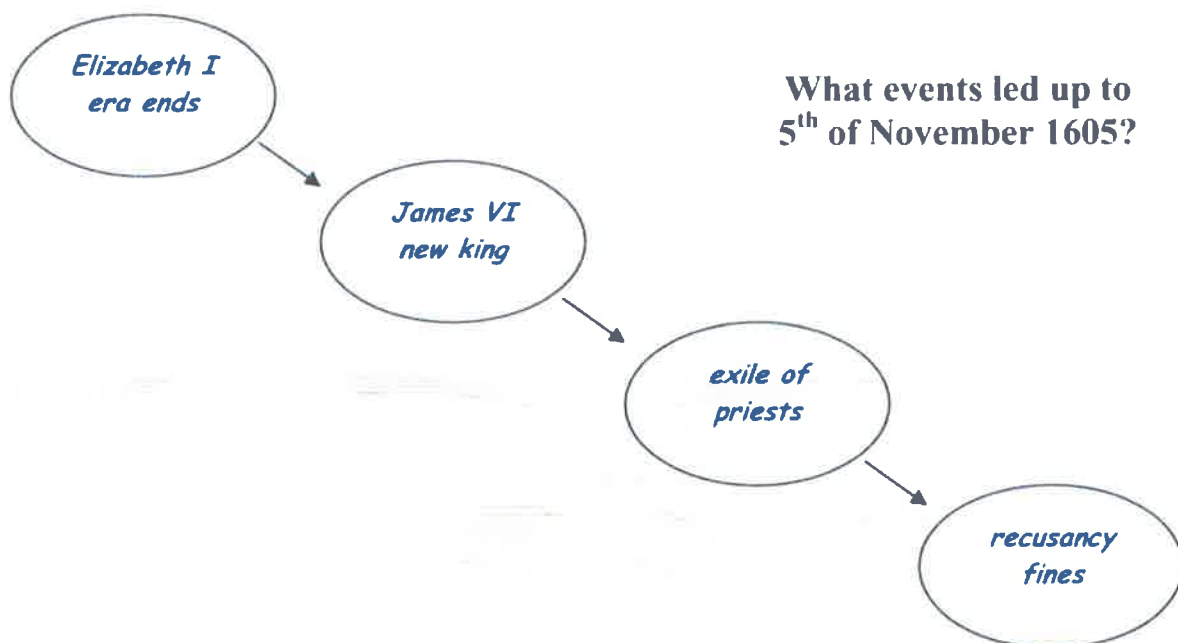 Elizabeth I
era ends
What events led up to
5th of November 1605?
James VI
new king
exile of
priests
recusancy
fines